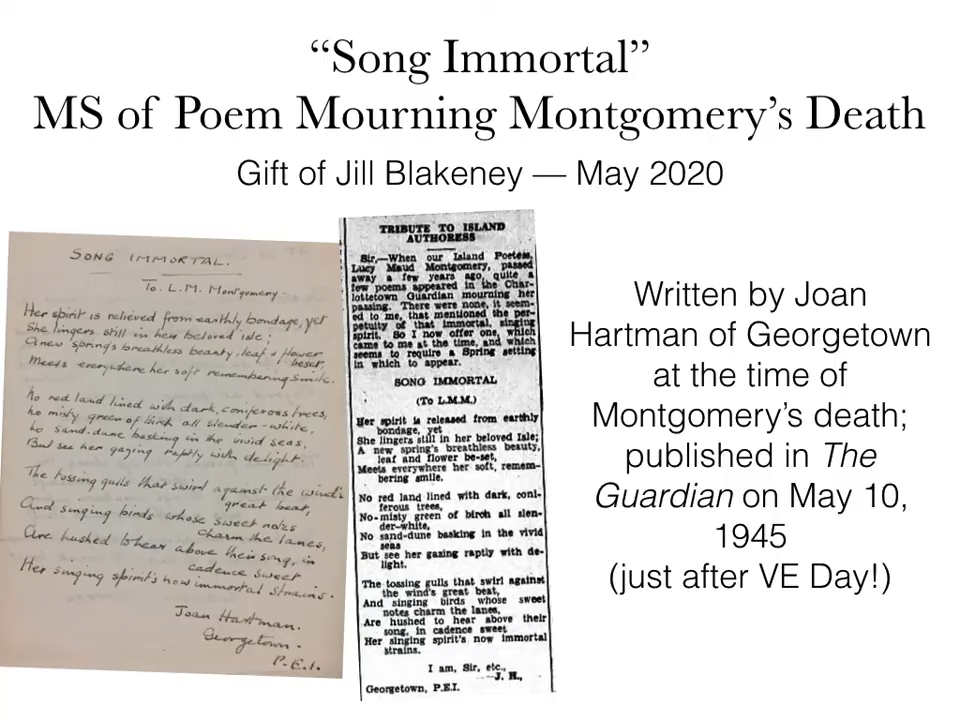 “Song Immortal”
MS of Poem Mourning Montgomery’s Death
Gift of Jill Blakeney — May 2020
SONG IMMORTAL.
To L.M. Montgomery.
Her spirit is relieved from earthly bondage, yet
She lingers still in her beloved isle;
A new spring's breathless beauty, leaf & flower
beset,
Meets everywhere her soft remembering smile.
No red land lined with dark, coniferous trees,
No misty green of birch all slender-white,
No sand-dune basking in the vivid seas,
But see her gazing raptly with delight.
The tossing gulls that swirl against the wind's
great beat,
And singing birds whose sweet notes
charm the lanes,
Are hushed to hear above their song, in
cadence sweet
Her singing spirit's now immortal strains.
Joan Hartman.
Georgetown.
P.E.I.
TRIBUTE TO ISLAND
AUTHORESS
Sir,—When our Island Poetess,
Lucy Maud Montgomery, passed
away a few years ago, quite a
few poems appeared in the Char-
lottetown Guardian mourning her
passing. There were none, it seem-
ed to me, that mentioned the per-
petuity of that immortal, singing
spirit. So I now offer one, which
came to me at the time, and which
seems to require a Spring setting
in which to appear.
SONG IMMORTAL
(To L.M.M.)
Her spirit is released from earthly
bondage, yet
She lingers still in her beloved Isle;
A new spring's breathless beauty,
leaf and flower be-set,
Meets everywhere her soft, remem-
bering smile.
No red land lined with dark, coni-
ferous trees,
No-misty green of birch all slen-
der-white,
No sand-dune basking in the vivid
seas
But see her gazing raptly with de-
light.
The tossing gulls that swirl against
the wind's great beat,
And singing birds whose sweet
notes charm the lanes,
Are hushed to hear above their
song, in cadence sweet
Her singing spirit's now immortal
strains.
I am, Sir, etc.,
—J. H.,
Georgetown, P.E.I.
Written by Joan
Hartman of Georgetown
at the time of
Montgomery’s death;
published in The
Guardian on May 10,
1945
(just after VE Day!)